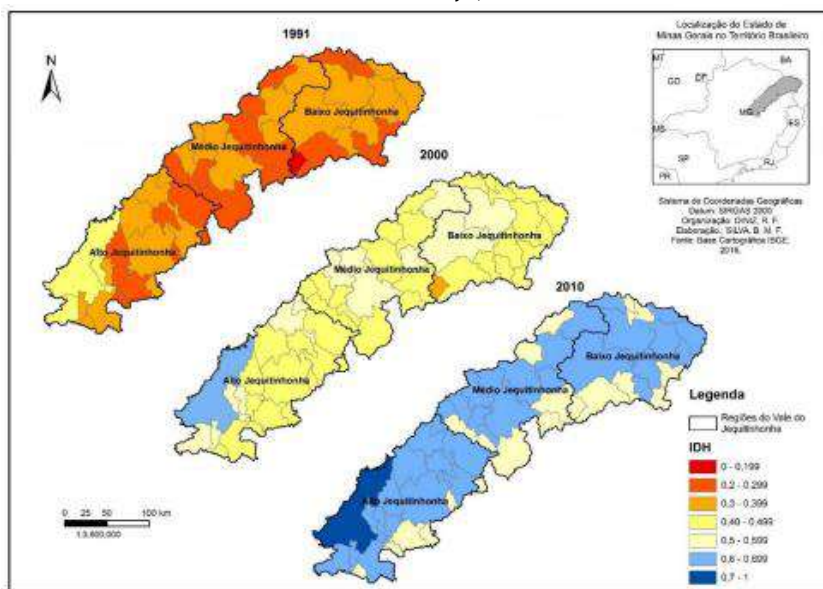 1991
N
Baixo Jequitinhonha
Médio Jequitinhonha
Alto Jequitinhonha
2000
Baixo Jequitinhonha
Médio Jequitinhonha
Alto Jequitinhonha
2010
Baixo Jequitinhonha
Médio Jequitinhonha
Alto Jequitinhonha
0 25 50 100 km
1:3.600.000
Localização do Estado de
Minas Gerais no Território Brasileiro
MT
GO
DF
BA
MG
MS
ES
SP
RJ
PR
Sistema de Coordenadas Geográficas
Datum: SIRGAS 2000
Organização: DINIZ, R. F.
Elaboração: SILVA, B. M. F.
Fonte: Base Cartográfica IBGE,
2016.
Legenda
Regiões do Vale do
Jequitinhonha
IDH
0 - 0,199
0,2 - 0,299
0,3 - 0,399
0,40 - 0,499
0,5 - 0,599
0,6 - 0,699
0,7 - 1